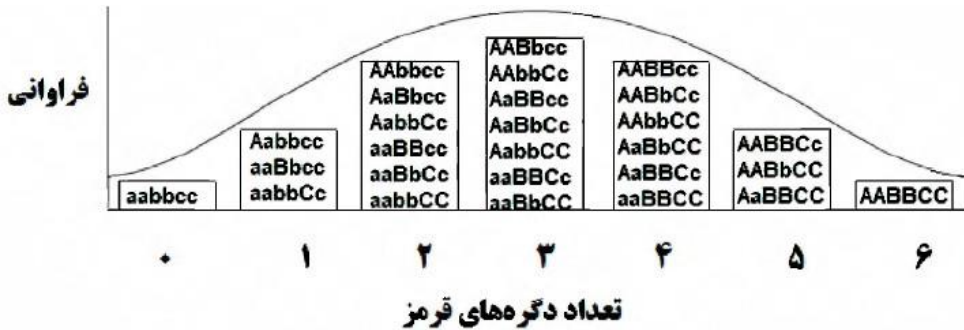 فراوانی
aabbcc
Aabbcc
aaBbcc
aabbCc
AAbbcc
AaBbcc
AabbCc
aaBBcc
aaBbCc
aabbCC
AABbcc
AAbbCc
AaBBcc
AaBbCc
AabbCC
aaBBCc
aaBbCC
AABBcc
AABbCc
AAbbCC
AaBbCC
AaBBCc
aaBBCC
AABBCc
AABbCC
AaBBCC
AABBCC
۰ ۱ ۲ ۳ ۴ ۵ ۶
تعداد دگره‌های قرمز